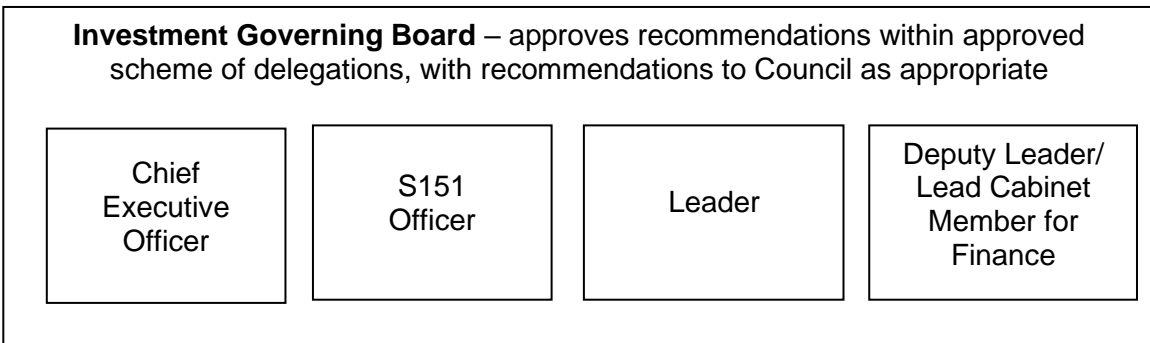 Investment Governing Board – approves recommendations within approved
scheme of delegations, with recommendations to Council as appropriate
Chief
Executive
Officer
S151
Officer
Leader
Deputy Leader/
Lead Cabinet
Member for
Finance